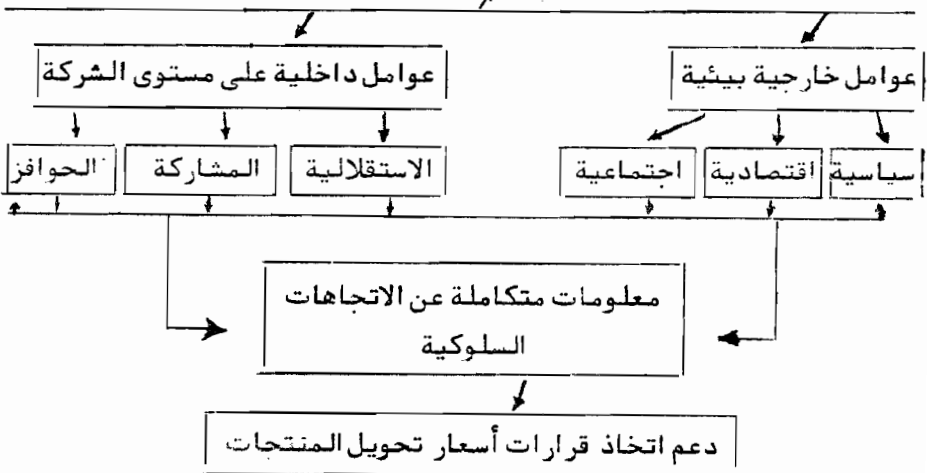 عوامل خارجية بيئية
عوامل داخلية على مستوى الشركة
سياسية
اقتصادية
اجتماعية
الاستقلالية
المشاركة
الحوافز
معلومات متكاملة عن الاتجاهات
السلوكية
دعم اتخاذ قرارات أسعار تحويل المنتجات